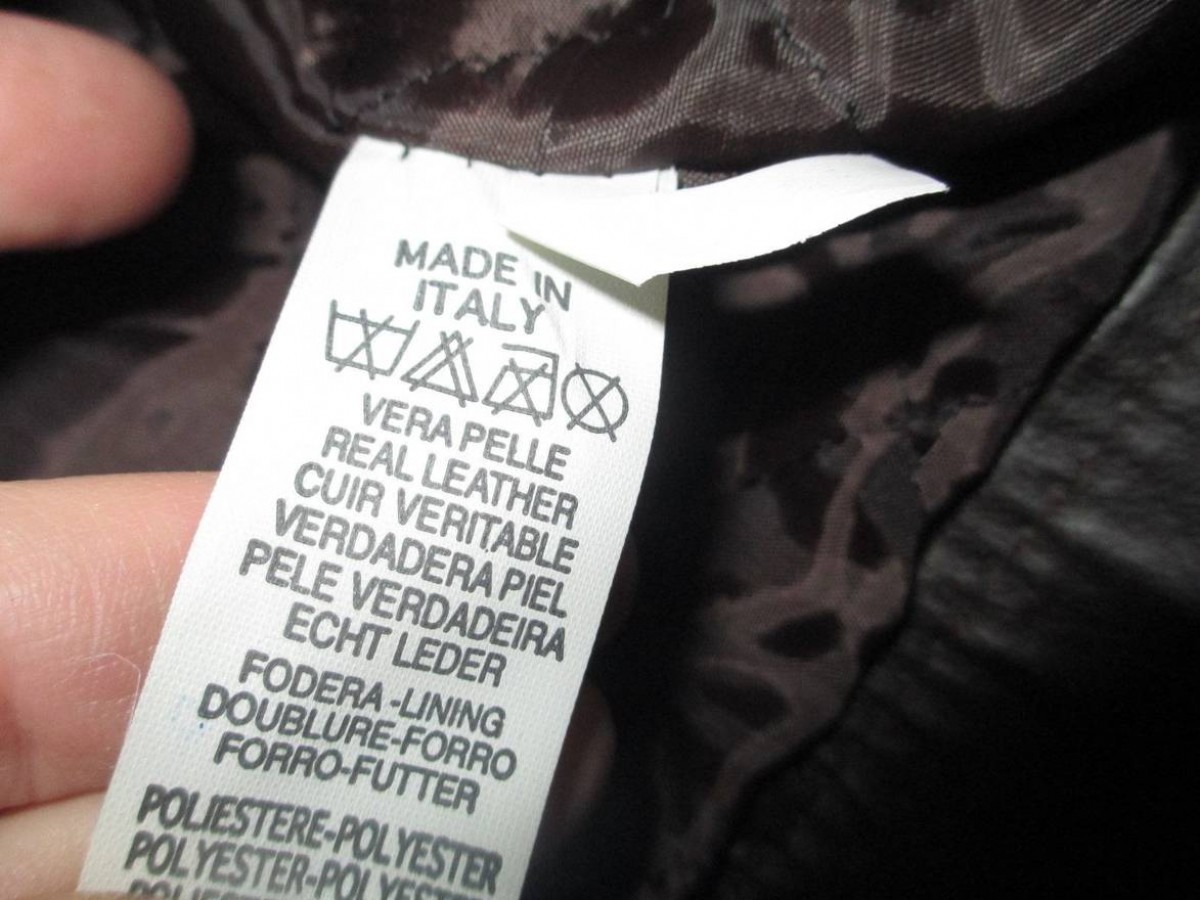 MADE IN
ITALY
VERA PELLE
REAL LEATHER
CUIR VERITABLE
VERDADERA PIEL
PELE VERDADEIRA
ECHT LEDER
FODERA-LINING
DOUBLURE-FORRO
FORRO-FUTTER
POLIESTERE-POLYESTER
POLYESTER-POLYESTER